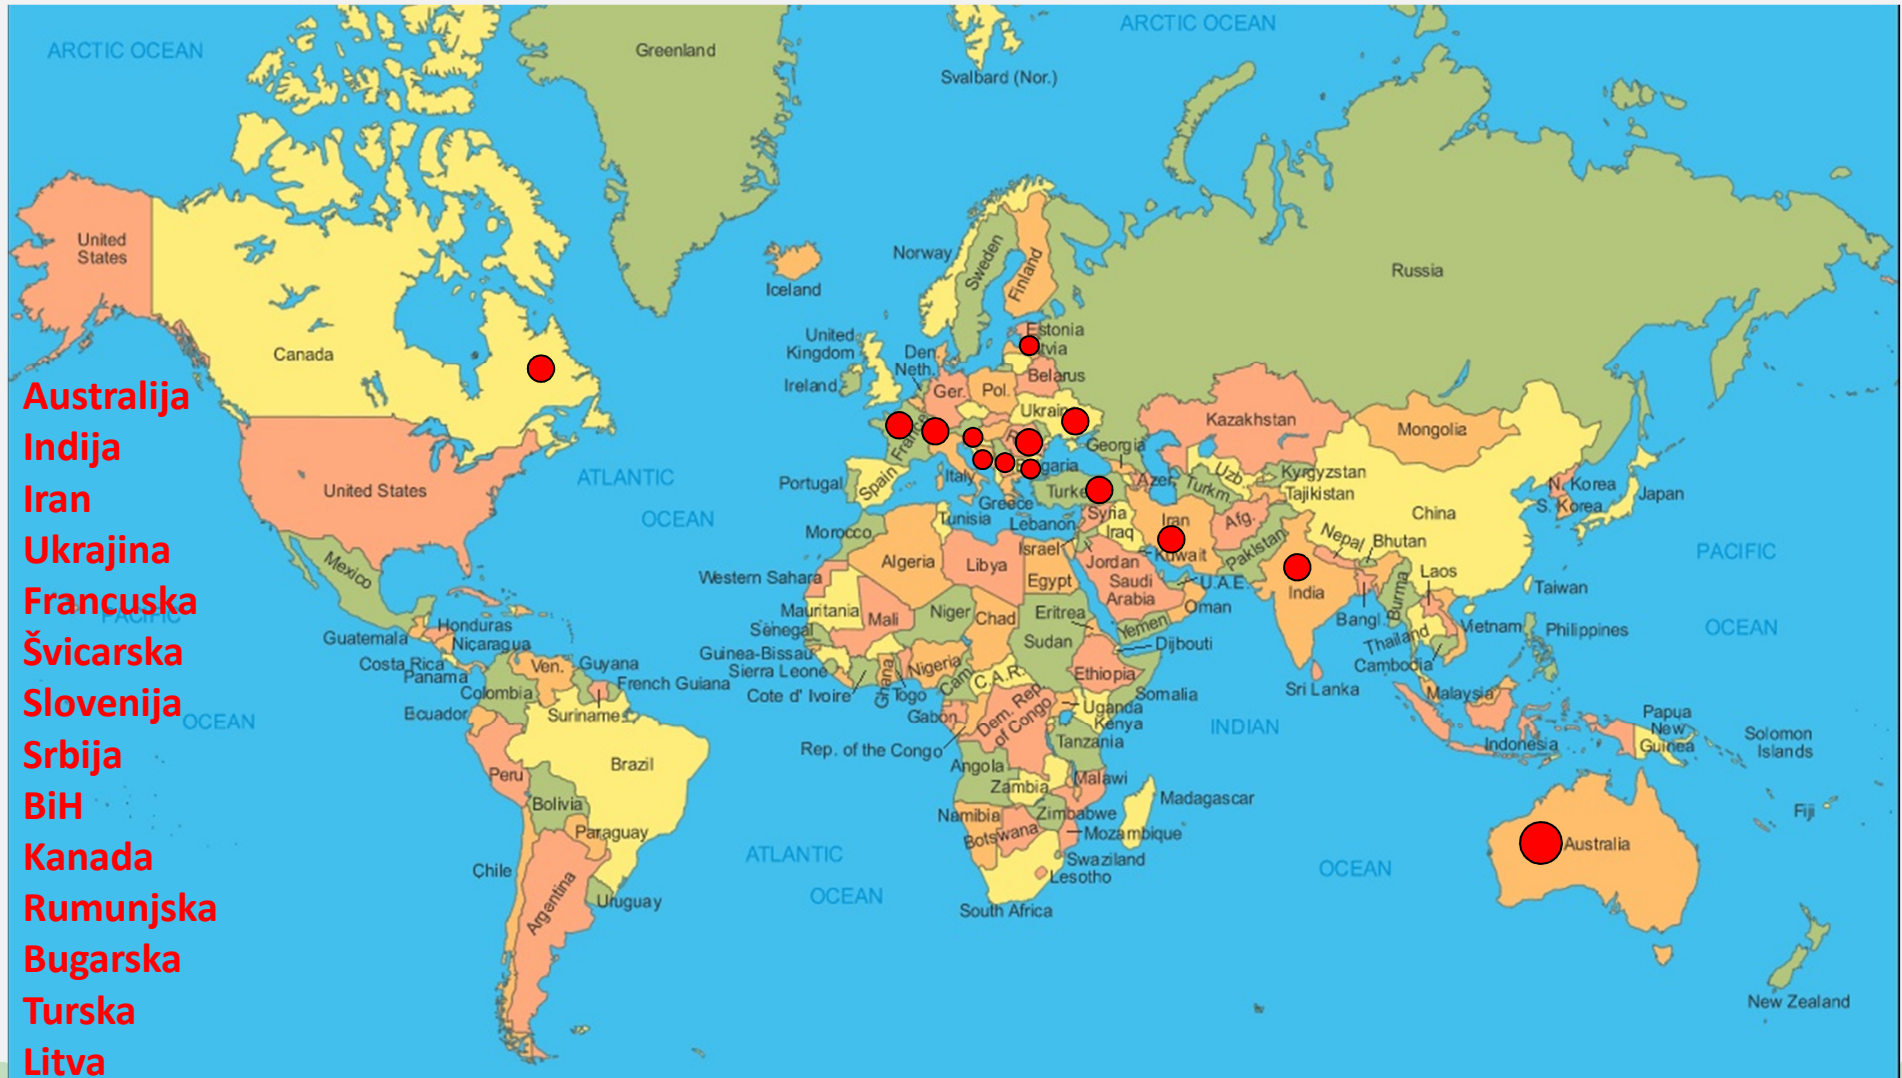 ARCTIC OCEAN
Greenland
Svalbard (Nor.)
ARCTIC OCEAN
United
States
Canada
Iceland
Norway
Sweden
Finland
Russia
Estonia
tvia
Belarus
United
Kingdom
Ireland
Den.
Neth.
Ger.
Pol.
Ukrain
France
Spain
Portugal
Italy
garia
Greece
Turke
Georgia
Azer.
Kazakhstan
Uzb.
Turkm.
Kyrgyzstan
Tajikistan
Mongolia
China
N. Korea
S. Korea
Japan
United States
Mexico
ATLANTIC
OCEAN
PACIFIC
OCEAN
Morocco
Tunisia
Lebanon
Israel
Syria
Iraq
Iran
Kuwait
Afg.
Pakistan
Nepal
Bhutan
Jordan
Saudi
Arabia
U.A.E.
Oman
Yemen
India
Bangl.
Burma
Laos
Taiwan
Thailand
Vietnam
Cambodia
Philippines
Sri Lanka
Malaysia
Indonesia
Papua
New
Guinea
Solomon
Islands
Western Sahara
Algeria
Libya
Egypt
Mauritania
Mali
Niger
Chad
Sudan
Eritrea
Djibouti
Senegal
Guinea-Bissau
Sierra Leone
Cote d' Ivoire
Ghana
Togo
Nigeria
Cam.
C.A.R.
Ethiopia
Somalia
Uganda
Kenya
Gabon
Rep. of the Congo
Dem. Rep.
of Congo
Tanzania
Angola
Zambia
Malawi
Namibia
Botswana
Zimbabwe
Mozambique
Madagascar
Swaziland
Lesotho
South Africa
INDIAN
OCEAN
ATLANTIC
OCEAN
PACIFIC
OCEAN
Guatemala
Honduras
Nicaragua
Costa Rica
Panama
Ven.
Guyana
French Guiana
Suriname
Colombia
Ecuador
Peru
Brazil
Bolivia
Paraguay
Chile
Argentina
Uruguay
Australia
Fiji
New Zealand
Australija
Indija
Iran
Ukrajina
Francuska
Švicarska
Slovenija
Srbija
BiH
Kanada
Rumunjska
Bugarska
Turska
Litva